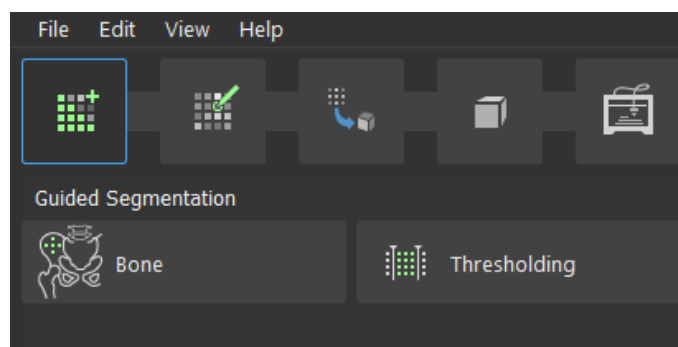 File Edit View Help
Guided Segmentation
Bone Thresholding